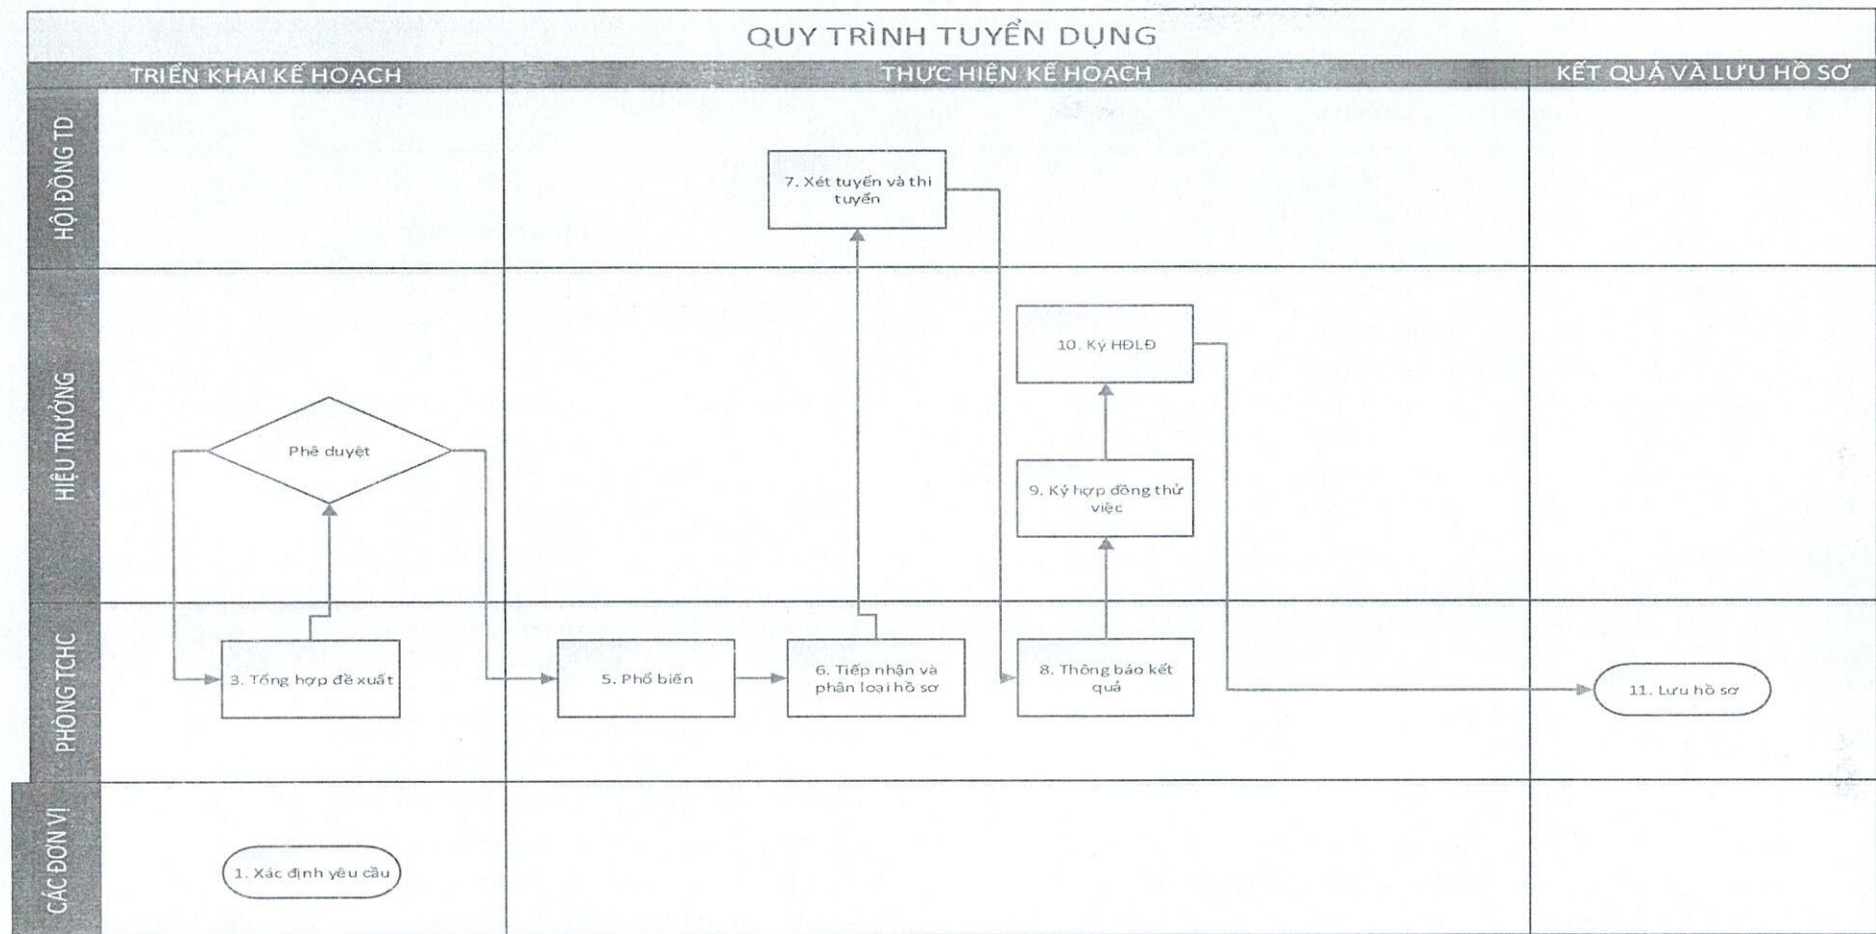 QUY TRÌNH TUYỂN DỤNG
TRIỂN KHAI KẾ HOẠCH
THỰC HIỆN KẾ HOẠCH
KẾT QUẢ VÀ LƯU HỒ SƠ
HỘI ĐỒNG TD
7. Xét tuyển và thi
tuyển
HIỆU TRƯỞNG
10. Ký HĐLĐ
Phê duyệt
9. Ký hợp đồng thử
việc
PHÒNG TCHC
3. Tổng hợp đề xuất
5. Phổ biến
6. Tiếp nhận và
phân loại hồ sơ
8. Thông báo kết
quả
11. Lưu hồ sơ
CÁC ĐƠN VỊ
1. Xác định yêu cầu